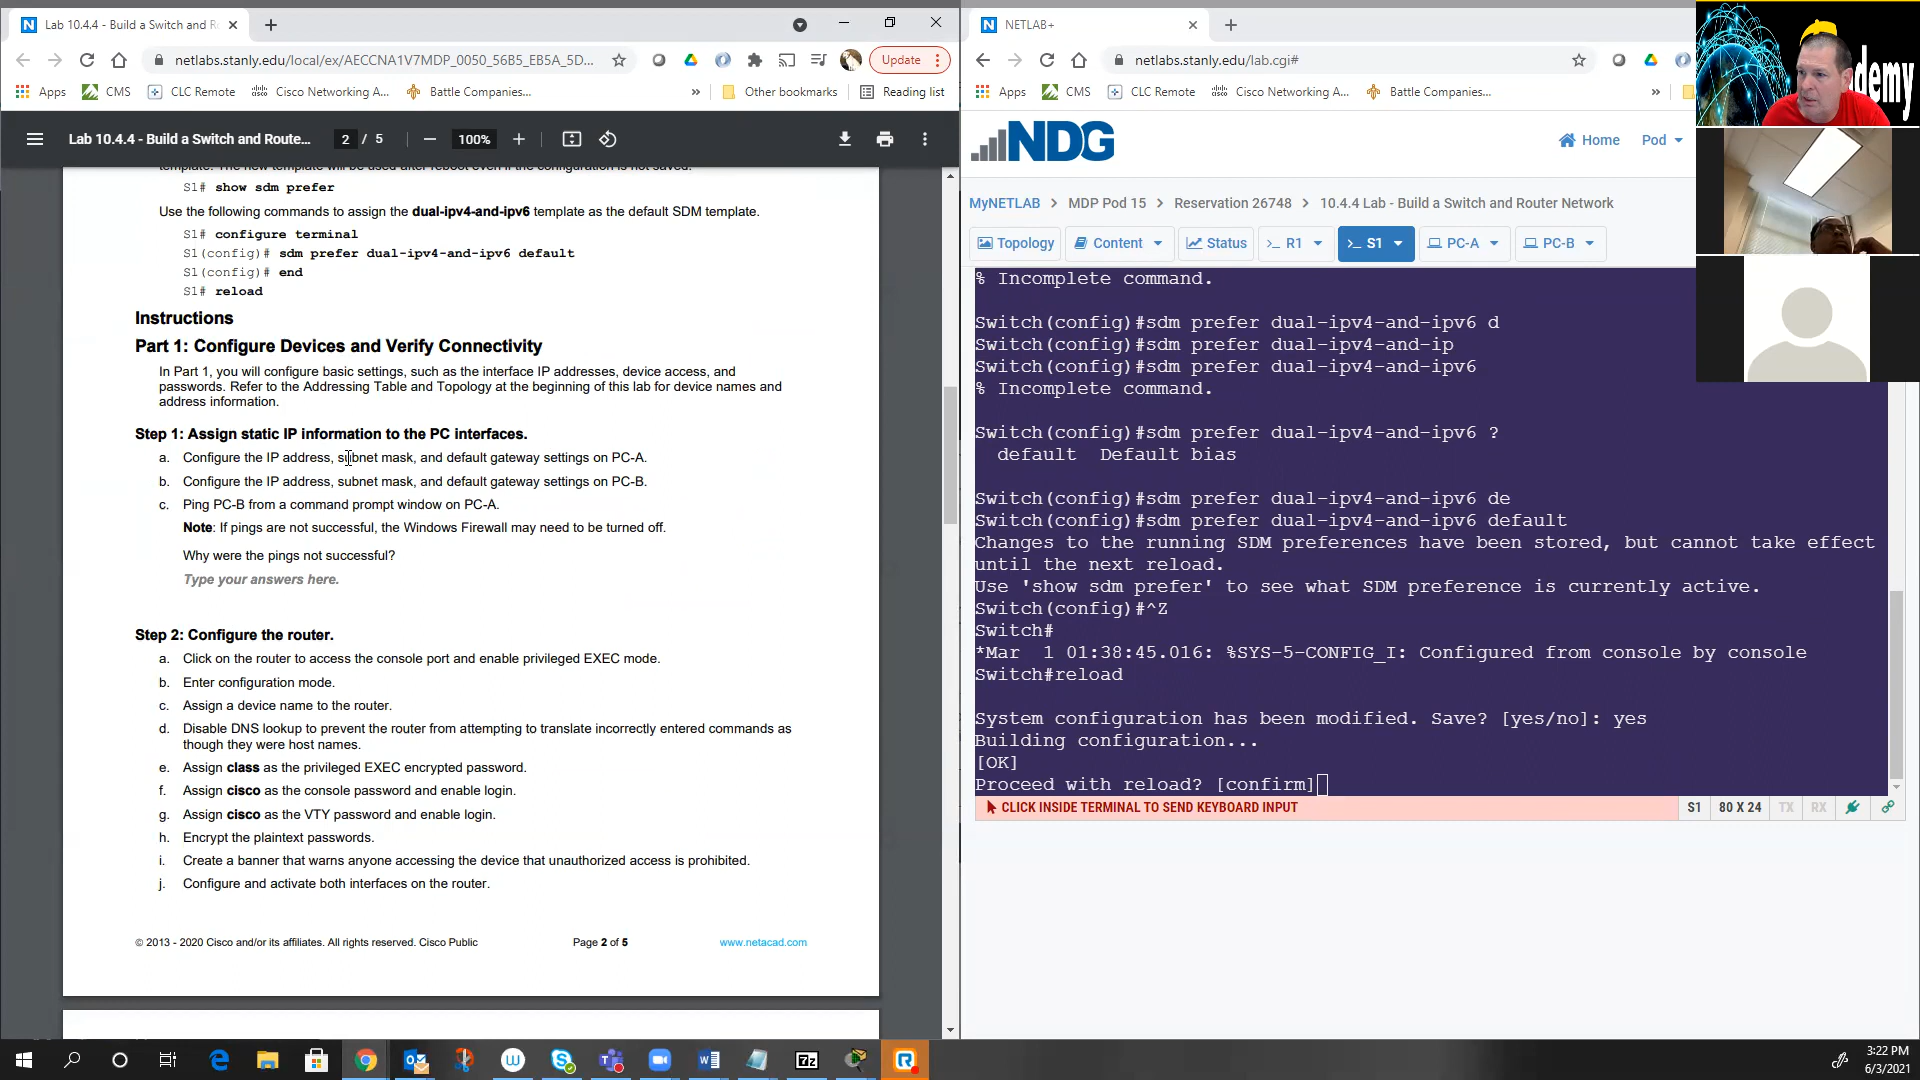 Lab 10.4.4 - Build a Switch and R
NETLAB+
netlabs.stanly.edu/local/ex/AECCNA1V7MDP_0050_56B5_EB5A_5D...
Update
netlabs.stanly.edu/lab.cgi#
Apps
CMS
CLC Remote
Cisco Networking A...
Battle Companies...
»
Other bookmarks
Reading list
Apps
CMS
CLC Remote
Cisco Networking A...
Battle Companies...
»
demy
Lab 10.4.4 - Build a Switch and Route...
2 / 5
100%
NDG
Home
Pod
template. The new template will be used after reboot even if the configuration is not saved.
S1# show sdm prefer
Use the following commands to assign the dual-ipv4-and-ipv6 template as the default SDM template.
S1# configure terminal
S1(config)# sdm prefer dual-ipv4-and-ipv6 default
S1(config)# end
S1# reload
Instructions
Part 1: Configure Devices and Verify Connectivity
In Part 1, you will configure basic settings, such as the interface IP addresses, device access, and
passwords. Refer to the Addressing Table and Topology at the beginning of this lab for device names and
address information.
Step 1: Assign static IP information to the PC interfaces.
a. Configure the IP address, subnet mask, and default gateway settings on PC-A.
b. Configure the IP address, subnet mask, and default gateway settings on PC-B.
c. Ping PC-B from a command prompt window on PC-A.
Note: If pings are not successful, the Windows Firewall may need to be turned off.
Why were the pings not successful?
Type your answers here.
Step 2: Configure the router.
a. Click on the router to access the console port and enable privileged EXEC mode.
b. Enter configuration mode.
c. Assign a device name to the router.
d. Disable DNS lookup to prevent the router from attempting to translate incorrectly entered commands as
though they were host names.
e. Assign class as the privileged EXEC encrypted password.
f. Assign cisco as the console password and enable login.
g. Assign cisco as the VTY password and enable login.
h. Encrypt the plaintext passwords.
i. Create a banner that warns anyone accessing the device that unauthorized access is prohibited.
j. Configure and activate both interfaces on the router.
© 2013 - 2020 Cisco and/or its affiliates. All rights reserved. Cisco Public
Page 2 of 5
www.netacad.com
MyNETLAB > MDP Pod 15 > Reservation 26748 > 10.4.4 Lab - Build a Switch and Router Network
Topology
Content
Status
R1
S1
PC-A
PC-B
% Incomplete command.
Switch(config)#sdm prefer dual-ipv4-and-ipv6 d
Switch(config)#sdm prefer dual-ipv4-and-ip
Switch(config)#sdm prefer dual-ipv4-and-ipv6
% Incomplete command.
Switch(config)#sdm prefer dual-ipv4-and-ipv6 ?
default Default bias
Switch(config)#sdm prefer dual-ipv4-and-ipv6 de
Switch(config)#sdm prefer dual-ipv4-and-ipv6 default
Changes to the running SDM preferences have been stored, but cannot take effect
until the next reload.
Use 'show sdm prefer' to see what SDM preference is currently active.
Switch(config)#^Z
Switch#
*Mar 1 01:38:45.016: %SYS-5-CONFIG_I: Configured from console by console
Switch#reload
System configuration has been modified. Save? [yes/no]: yes
Building configuration...
[OK]
Proceed with reload? [confirm]
CLICK INSIDE TERMINAL TO SEND KEYBOARD INPUT
S1
80 X 24
TX
RX
3:22 PM
6/3/2021